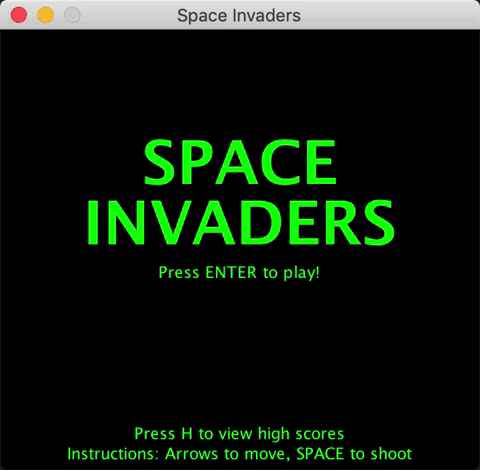 Space Invaders
SPACE
INVADERS
Press ENTER to play!
Press H to view high scores
Instructions: Arrows to move, SPACE to shoot